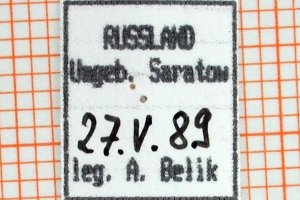 RUSSLAND
Umgeb. Saratow
27.V.89
leg. A. Belik